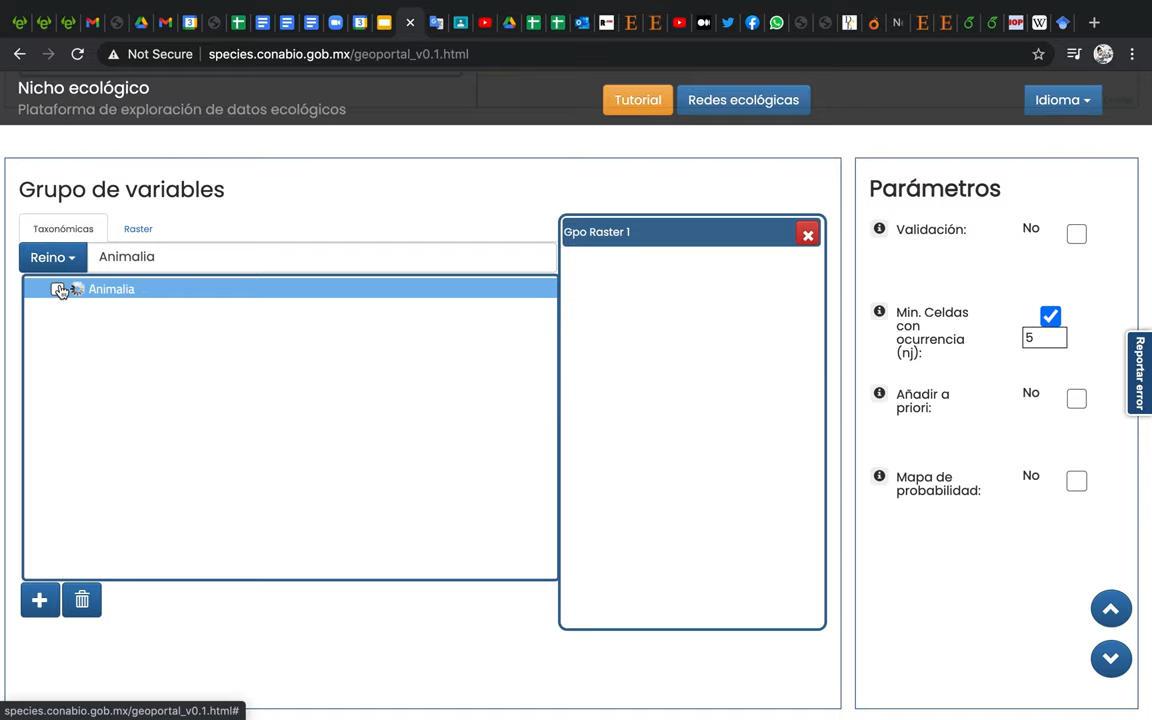 Not Secure
species.conabio.gob.mx/geoportal_v0.1.html
Nicho ecológico
Plataforma de exploración de datos ecológicos
Tutorial
Redes ecológicas
Idioma
Grupo de variables
Taxonómicas
Raster
Reino
Animalia
Animalia
Gpo Raster 1
Parámetros
Validación:
No
Min. Celdas
con
ocurrencia
(nj):
5
Añadir a
priori:
No
Mapa de
probabilidad:
No
Reportar error
species.conabio.gob.mx/geoportal_v0.1.html#